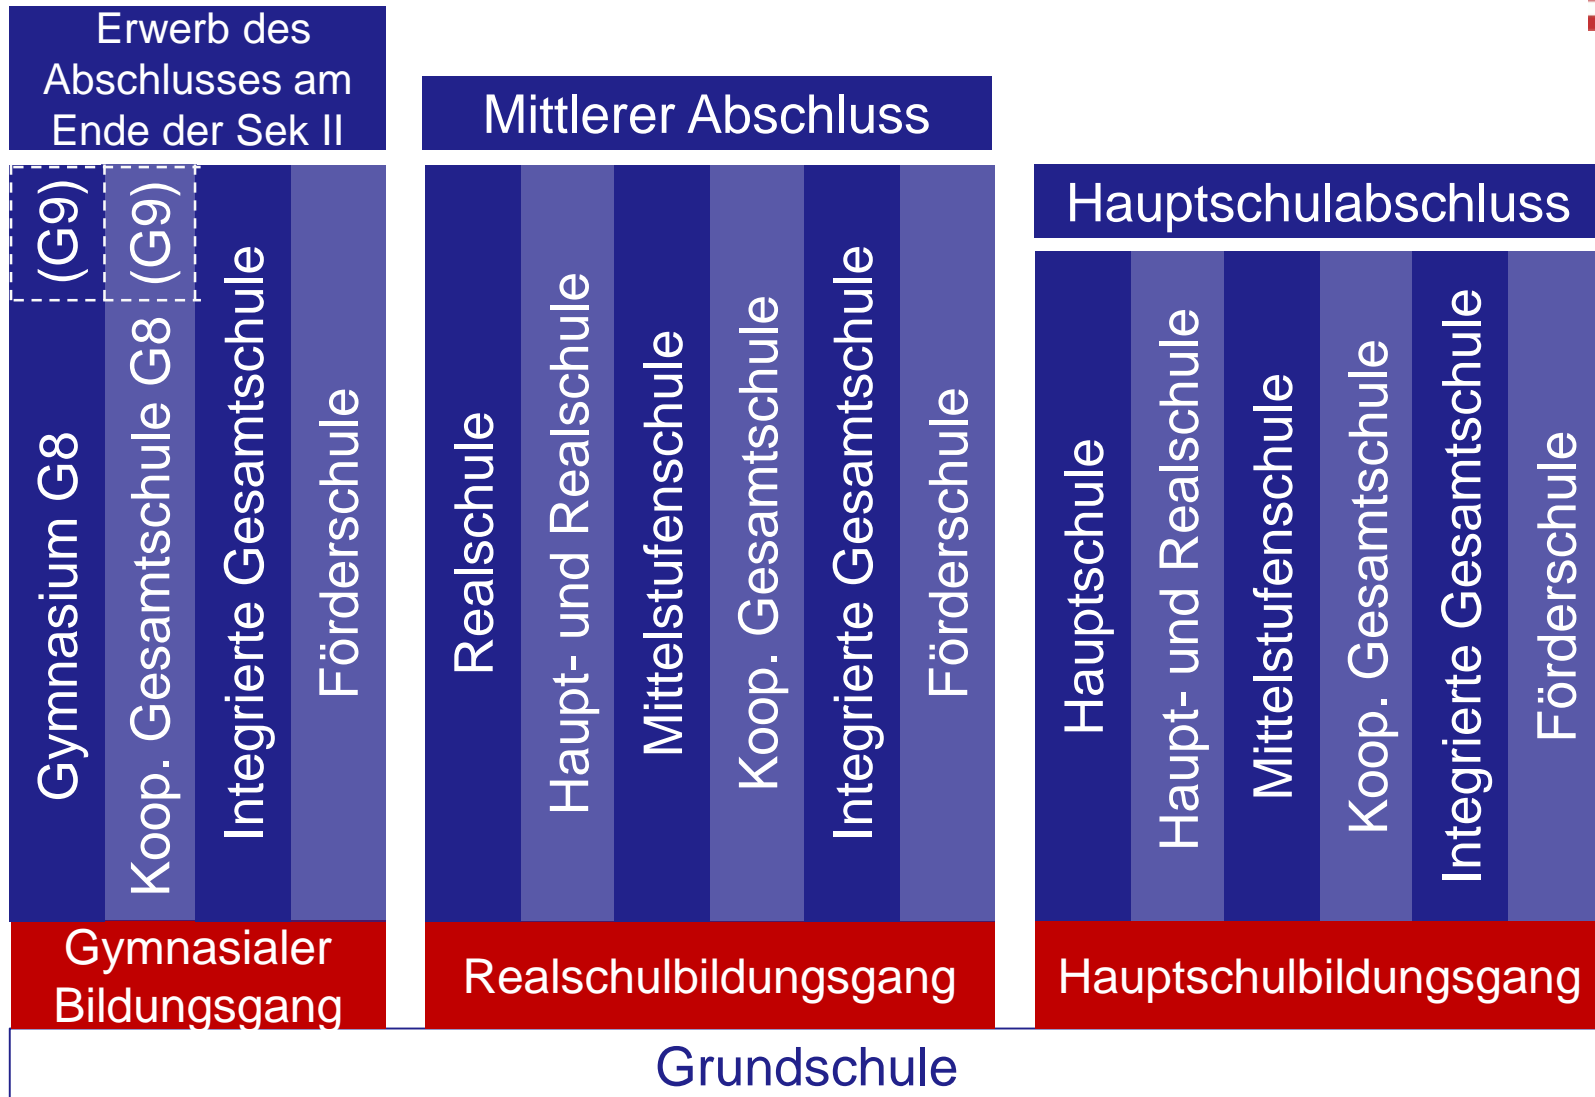 Erwerb des
Abschlusses am
Ende der Sek II
Mittlerer Abschluss
Hauptschulabschluss
(G9)
(G9)
Gymnasium G8
Koop. Gesamtschule G8
Integrierte Gesamtschule
Förderschule
Realschule
Haupt- und Realschule
Mittelstufenschule
Koop. Gesamtschule
Integrierte Gesamtschule
Förderschule
Hauptschule
Haupt- und Realschule
Mittelstufenschule
Koop. Gesamtschule
Integrierte Gesamtschule
Förderschule
Gymnasialer
Bildungsgang
Realschulbildungsgang
Hauptschulbildungsgang
Grundschule